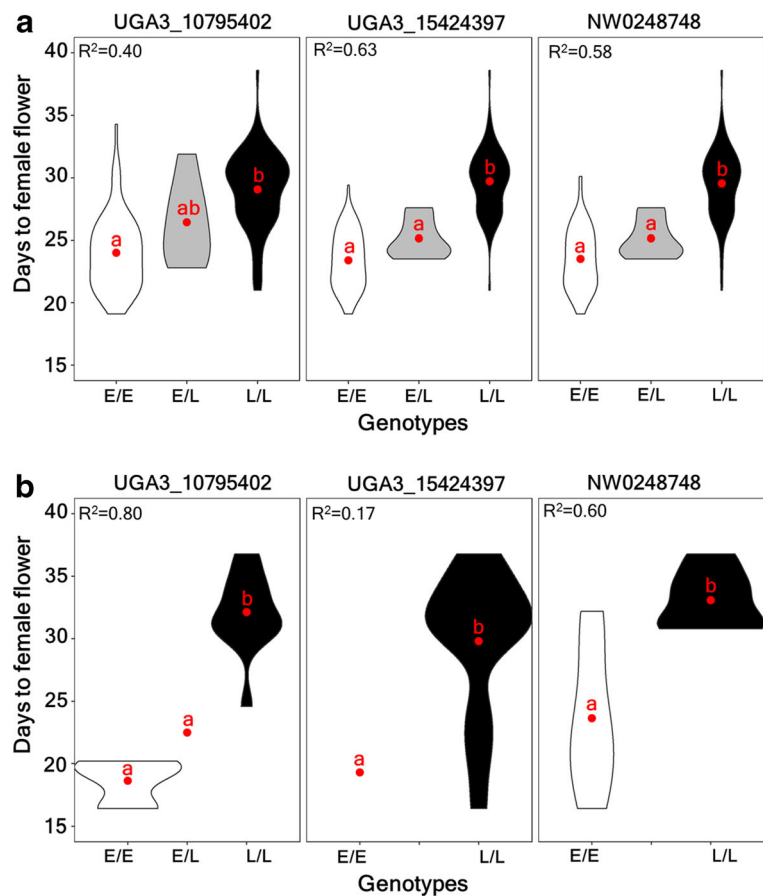 a
UGA3_10795402 UGA3_15424397 NW0248748
Days to female flower
40
35
30
25
20
15
R²=0.40 R²=0.63 R²=0.58
a ab b a a b a a b
E/E E/L L/L E/E E/L L/L E/E E/L L/L
Genotypes
b
UGA3_10795402 UGA3_15424397 NW0248748
Days to female flower
40
35
30
25
20
15
R²=0.80 R²=0.17 R²=0.60
a a b a b a b
E/E E/L L/L E/E L/L E/E L/L
Genotypes